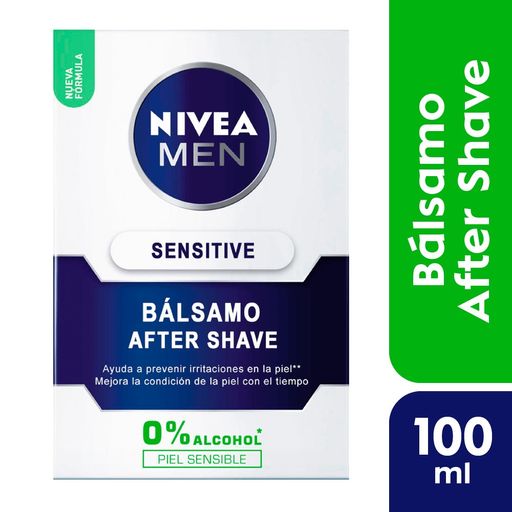 NUEVA
FÓRMULA
NIVEA
MEN
SENSITIVE
BÁLSAMO
AFTER SHAVE
Ayuda a prevenir irritaciones en la piel**
Mejora la condición de la piel con el tiempo
0% ALCOHOL*
PIEL SENSIBLE
Bálsamo
After Shave
100
ml